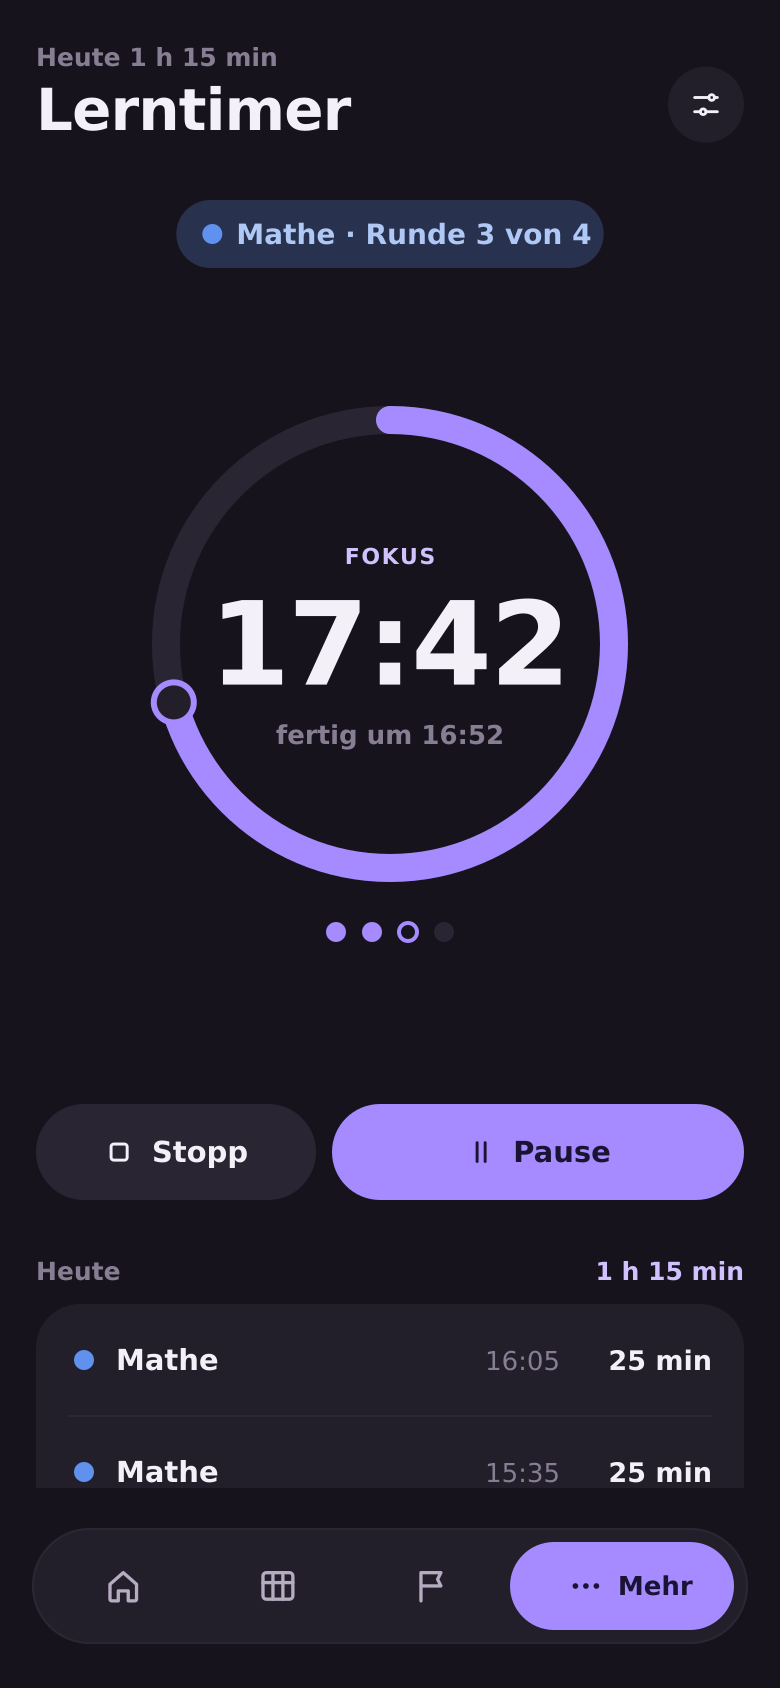 Heute 1 h 15 min
Lerntimer
Mathe · Runde 3 von 4
FOKUS
17:42
fertig um 16:52
Stopp
Pause
Heute 1 h 15 min
Mathe 16:05 25 min
Mathe 15:35 25 min
Mehr